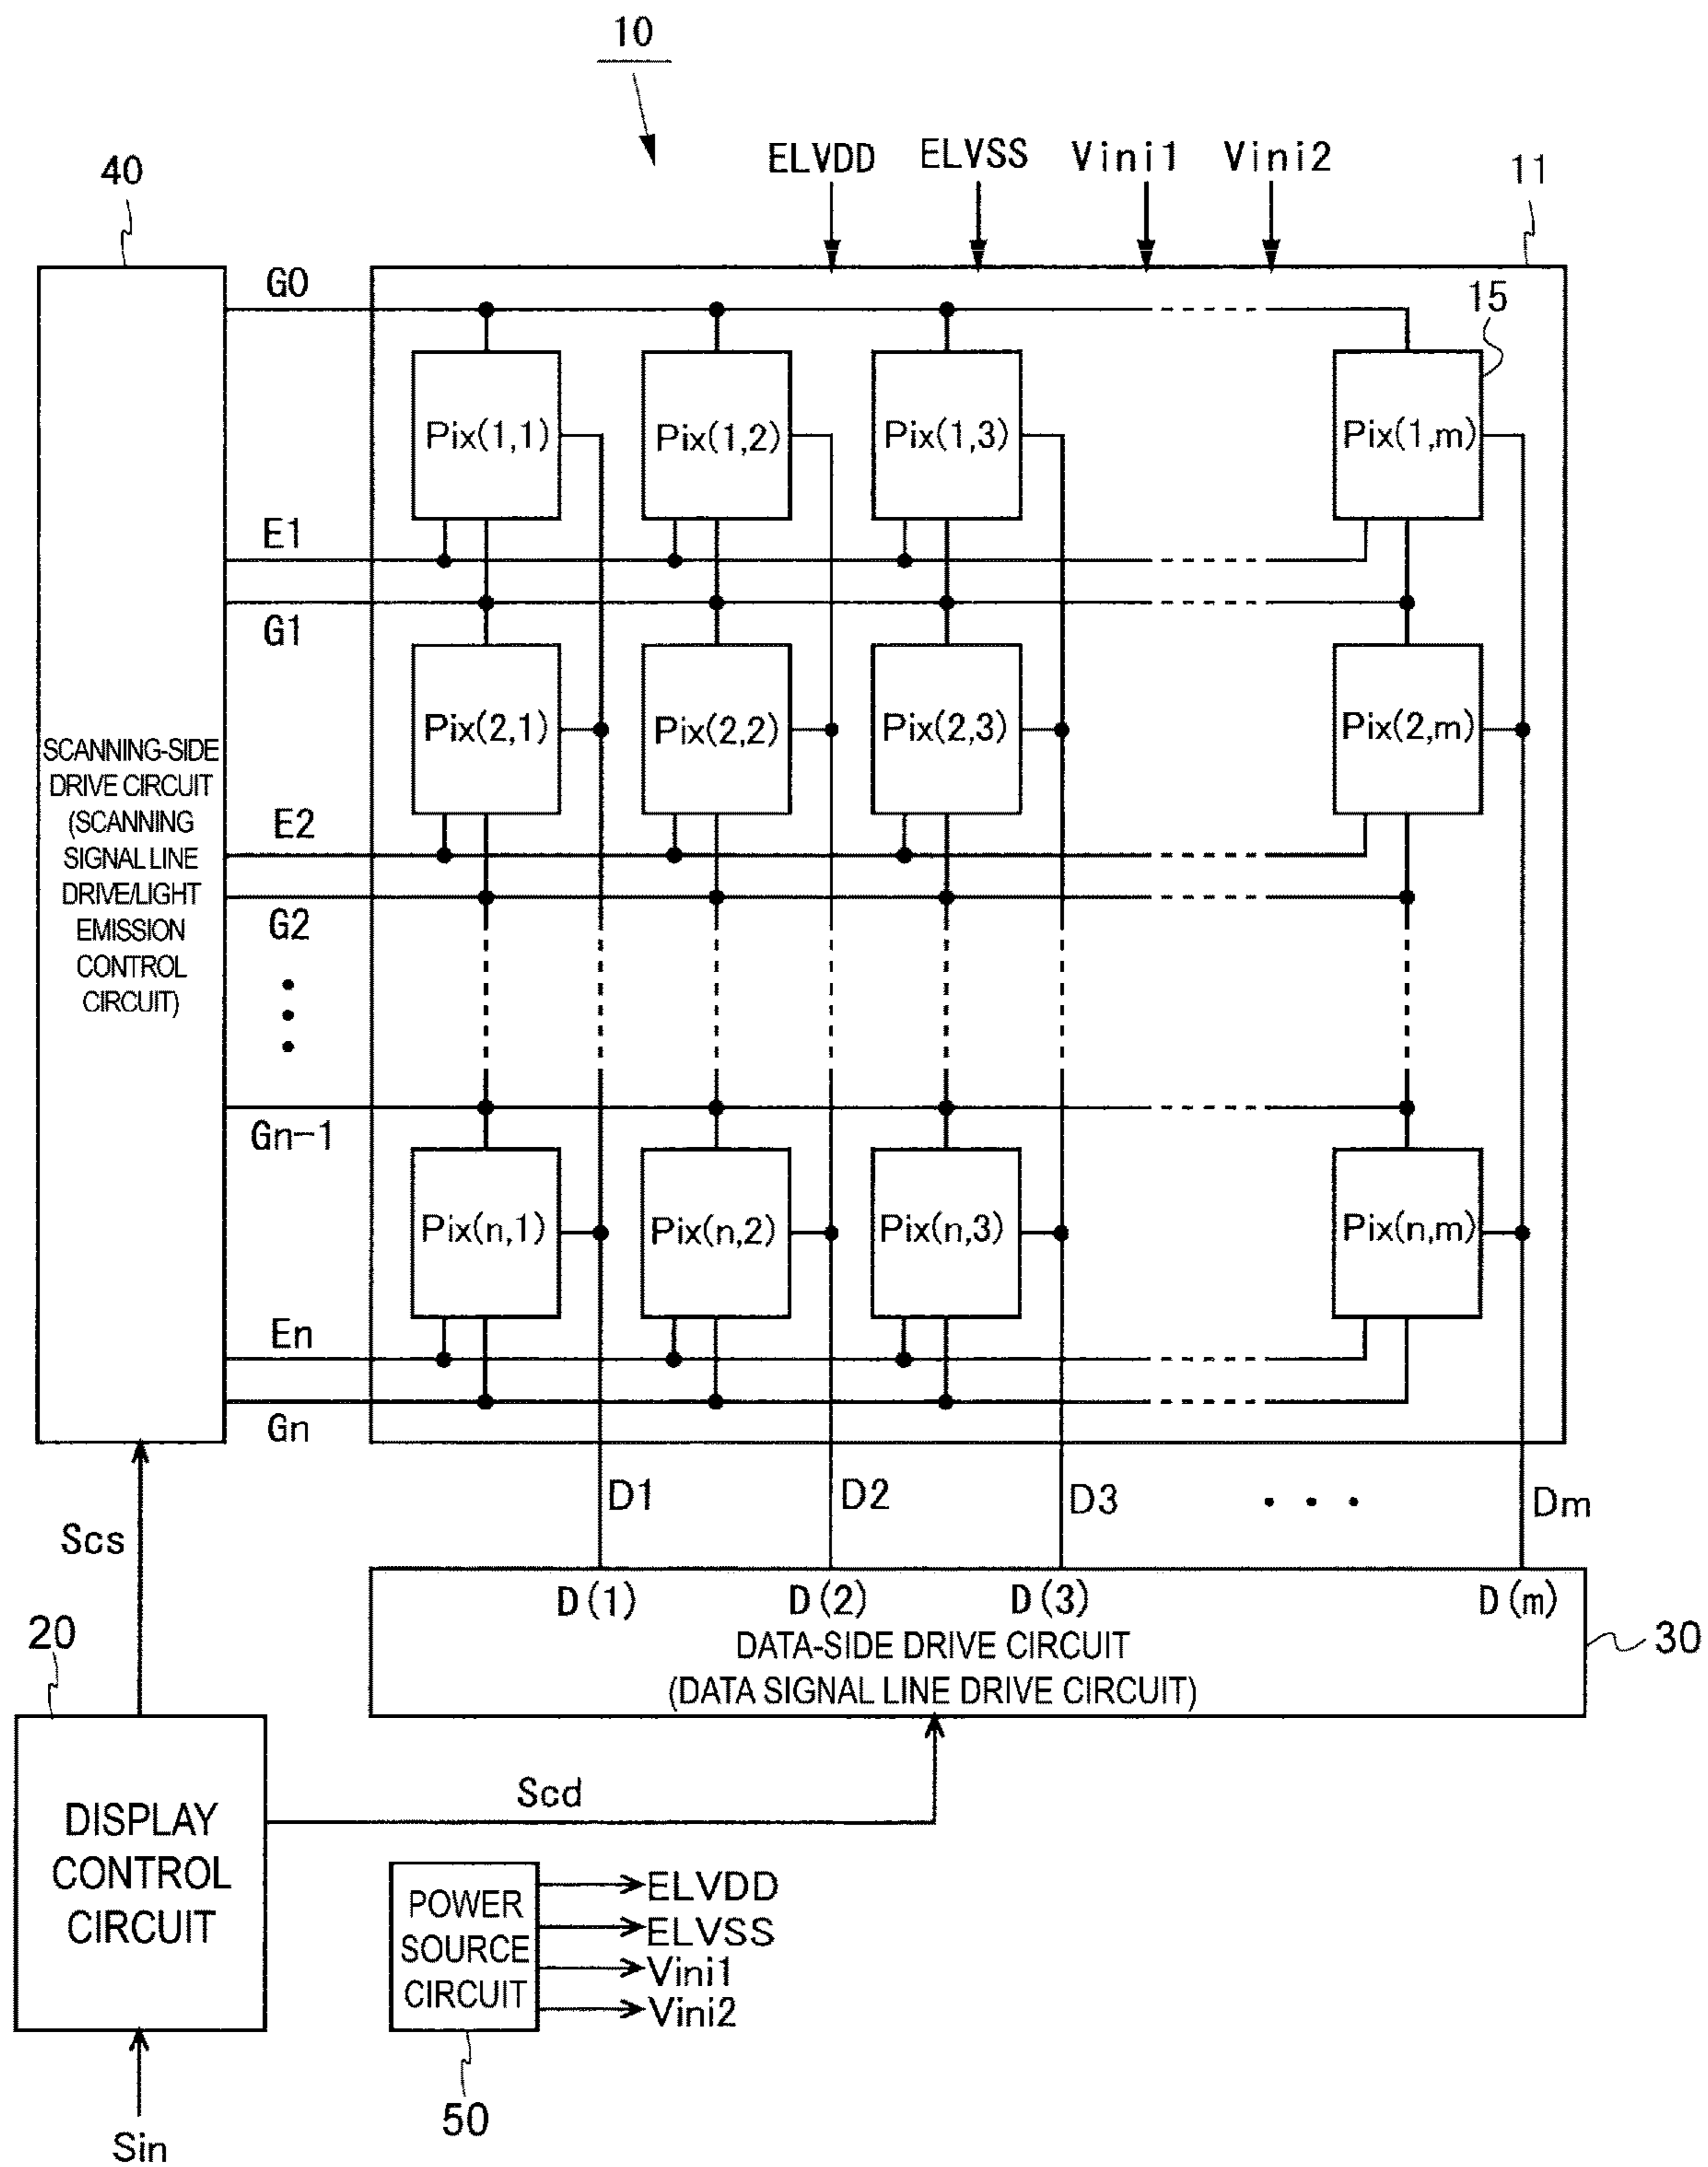 10
ELVDD ELVSS Vini1 Vini2
40
11
G0
15
Pix(1,1) Pix(1,2) Pix(1,3) Pix(1,m)
E1
G1
Pix(2,1) Pix(2,2) Pix(2,3) Pix(2,m)
SCANNING-SIDE
DRIVE CIRCUIT
(SCANNING
SIGNAL LINE
DRIVE/LIGHT
EMISSION
CONTROL
CIRCUIT)
E2
G2
Gn-1
Pix(n,1) Pix(n,2) Pix(n,3) Pix(n,m)
En
Gn
D1 D2 D3 Dm
Scs
D(1) D(2) D(3) D(m)
DATA-SIDE DRIVE CIRCUIT
(DATA SIGNAL LINE DRIVE CIRCUIT)
30
20
Scd
DISPLAY
CONTROL
CIRCUIT
POWER
SOURCE
CIRCUIT
ELVDD
ELVSS
Vini1
Vini2
50
Sin